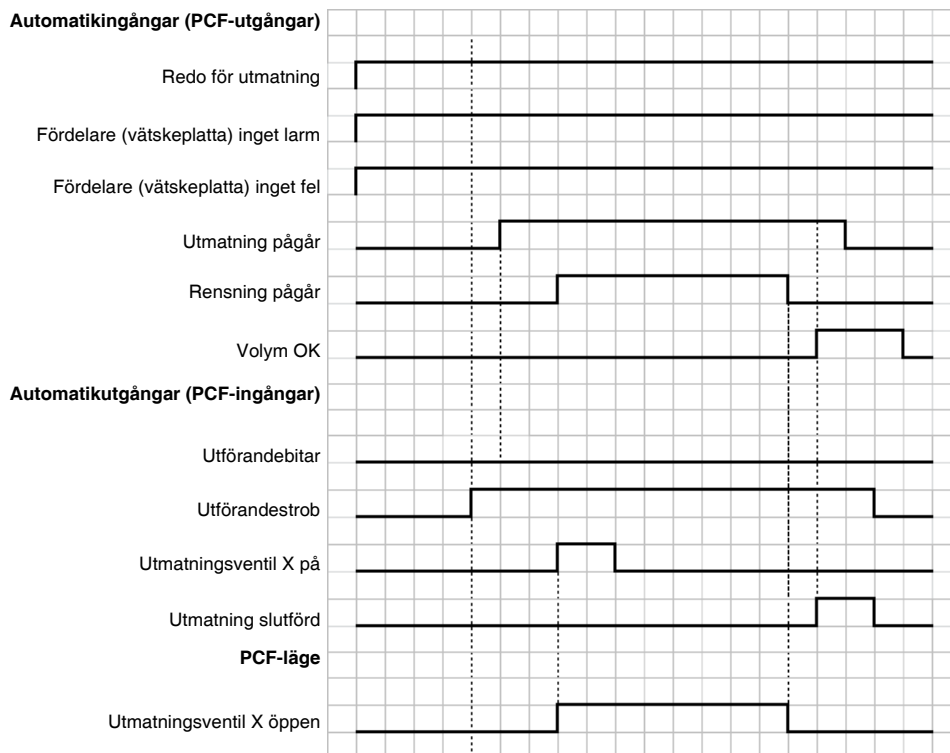 Automatikingångar (PCF-utgångar)
Redo för utmatning
Fördelare (vätskeplatta) inget larm
Fördelare (vätskeplatta) inget fel
Utmatning pågår
Rensning pågår
Volym OK
Automatikutgångar (PCF-ingångar)
Utförandebitar
Utförandestrob
Utmatningsventil X på
Utmatning slutförd
PCF-läge
Utmatningsventil X öppen